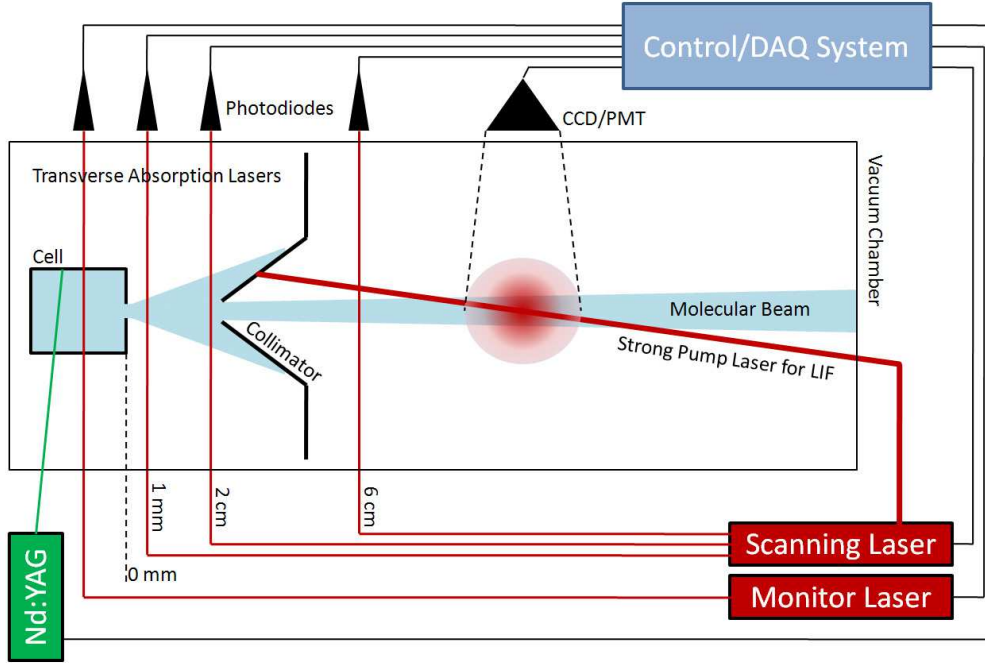 Control/DAQ System
Photodiodes
CCD/PMT
Transverse Absorption Lasers
Vacuum Chamber
Cell
Molecular Beam
Collimator
Strong Pump Laser for LIF
1 mm
2 cm
6 cm
0 mm
Nd:YAG
Scanning Laser
Monitor Laser